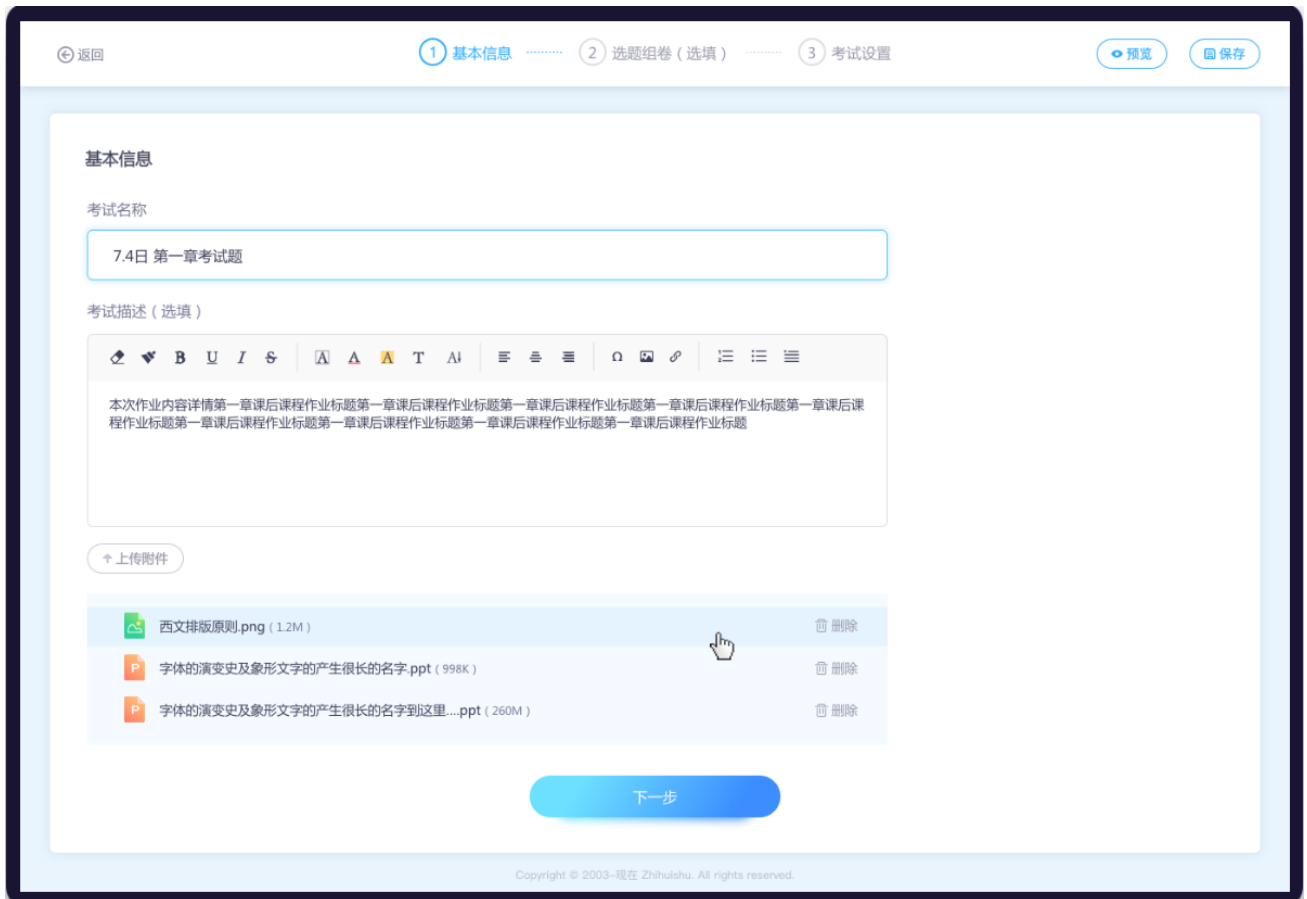 返回
1 基本信息
2 选题组卷（选填）
3 考试设置
预览
保存
基本信息
考试名称
7.4日 第一章考试题
考试描述（选填）
B U I S A A A T A Ω
本次作业内容详情第一章课后课程作业标题第一章课后课程作业标题第一章课后课程作业标题第一章课后课程作业标题第一章课后课
程作业标题第一章课后课程作业标题第一章课后课程作业标题第一章课后课程作业标题第一章课后课程作业标题
上传附件
西文排版原则.png（1.2M）
删除
P 字体的演变史及象形文字的产生很长的名字.ppt（998K）
删除
P 字体的演变史及象形文字的产生很长的名字到这里....ppt（260M）
删除
下一步
Copyright © 2003-现在 Zhihuishu. All rights reserved.